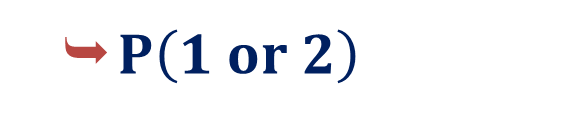 P(1 or 2)